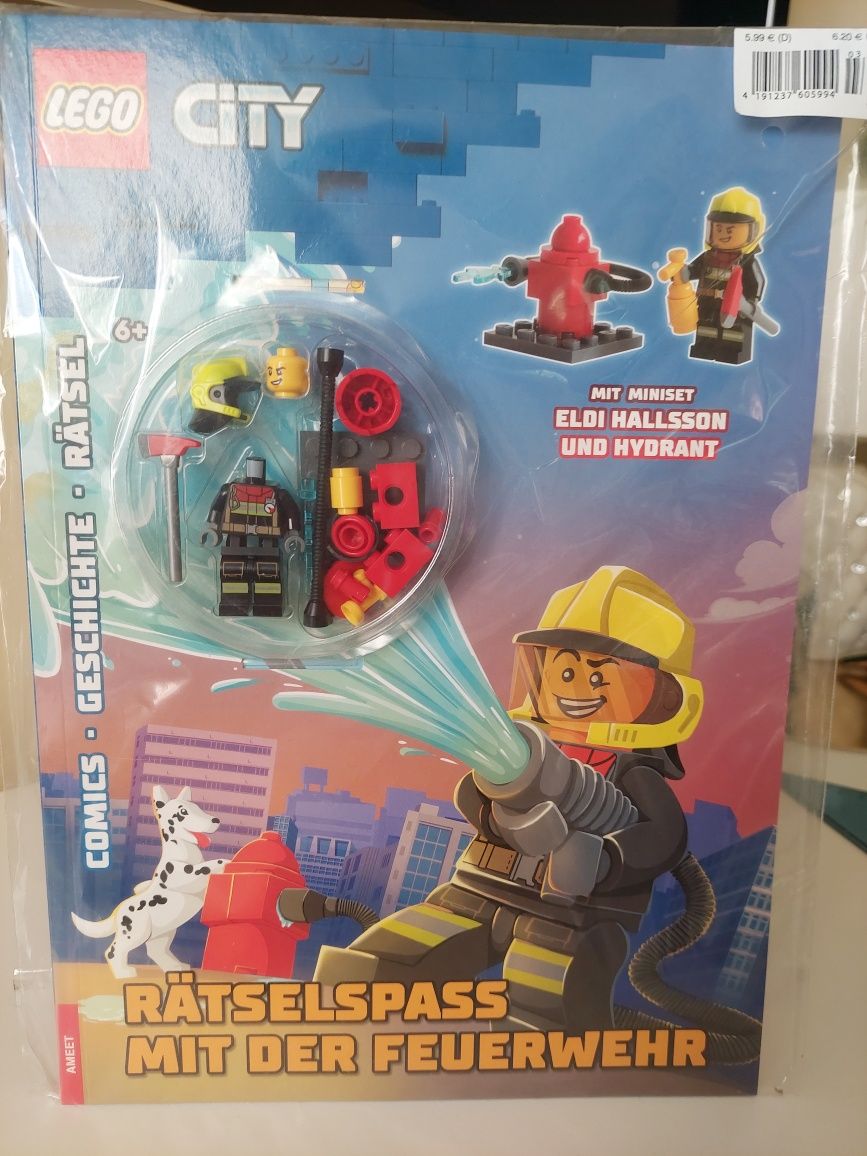 5.99 € (D) 6.20 €
03
4 191237 605994
LEGO
CITY
6+
COMICS · GESCHICHTE · RÄTSEL
MIT MINISET
ELDI HALLSSON
UND HYDRANT
RÄTSELSPASS
MIT DER FEUERWEHR
AMEET